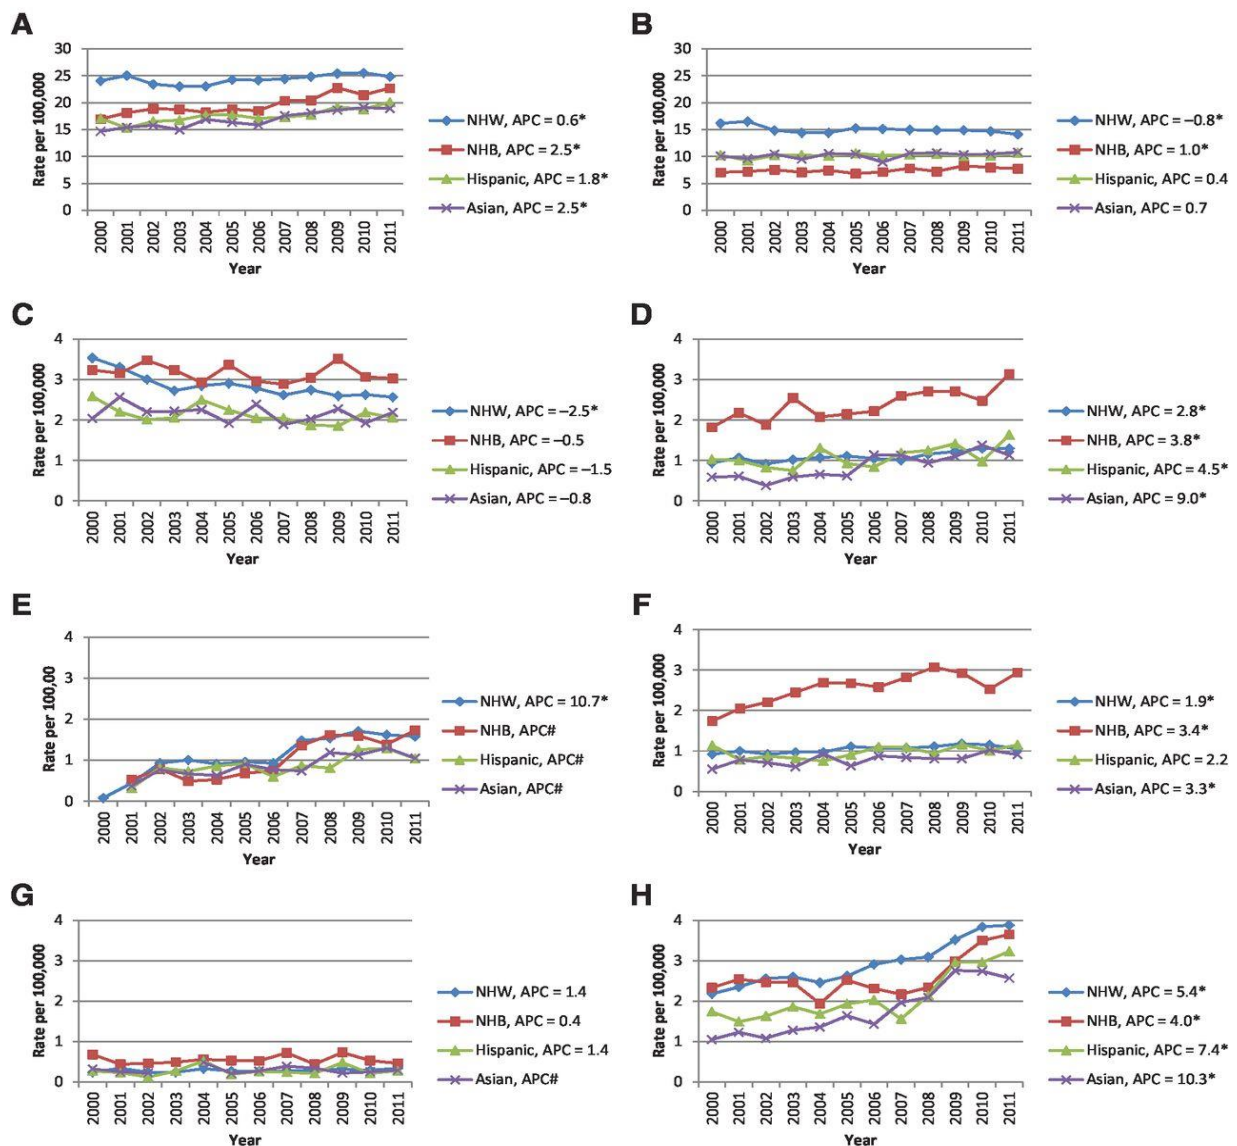 A
Rate per 100,000
30
25
20
15
10
5
0
2000 2001 2002 2003 2004 2005 2006 2007 2008 2009 2010 2011
Year
NHW, APC = 0.6*
NHB, APC = 2.5*
Hispanic, APC = 1.8*
Asian, APC = 2.5*
B
Rate per 100,000
30
25
20
15
10
5
0
2000 2001 2002 2003 2004 2005 2006 2007 2008 2009 2010 2011
Year
NHW, APC = –0.8*
NHB, APC = 1.0*
Hispanic, APC = 0.4
Asian, APC = 0.7
C
Rate per 100,000
4
3
2
1
0
2000 2001 2002 2003 2004 2005 2006 2007 2008 2009 2010 2011
Year
NHW, APC = –2.5*
NHB, APC = –0.5
Hispanic, APC = –1.5
Asian, APC = –0.8
D
Rate per 100,000
4
3
2
1
0
2000 2001 2002 2003 2004 2005 2006 2007 2008 2009 2010 2011
Year
NHW, APC = 2.8*
NHB, APC = 3.8*
Hispanic, APC = 4.5*
Asian, APC = 9.0*
E
Rate per 100,00
4
3
2
1
0
2000 2001 2002 2003 2004 2005 2006 2007 2008 2009 2010 2011
Year
NHW, APC = 10.7*
NHB, APC#
Hispanic, APC#
Asian, APC#
F
Rate per 100,000
4
3
2
1
0
2000 2001 2002 2003 2004 2005 2006 2007 2008 2009 2010 2011
Year
NHW, APC = 1.9*
NHB, APC = 3.4*
Hispanic, APC = 2.2
Asian, APC = 3.3*
G
Rate per 100,000
4
3
2
1
0
2000 2001 2002 2003 2004 2005 2006 2007 2008 2009 2010 2011
Year
NHW, APC = 1.4
NHB, APC = 0.4
Hispanic, APC = 1.4
Asian, APC#
H
Rate per 100,000
4
3
2
1
0
2000 2001 2002 2003 2004 2005 2006 2007 2008 2009 2010 2011
Year
NHW, APC = 5.4*
NHB, APC = 4.0*
Hispanic, APC = 7.4*
Asian, APC = 10.3*